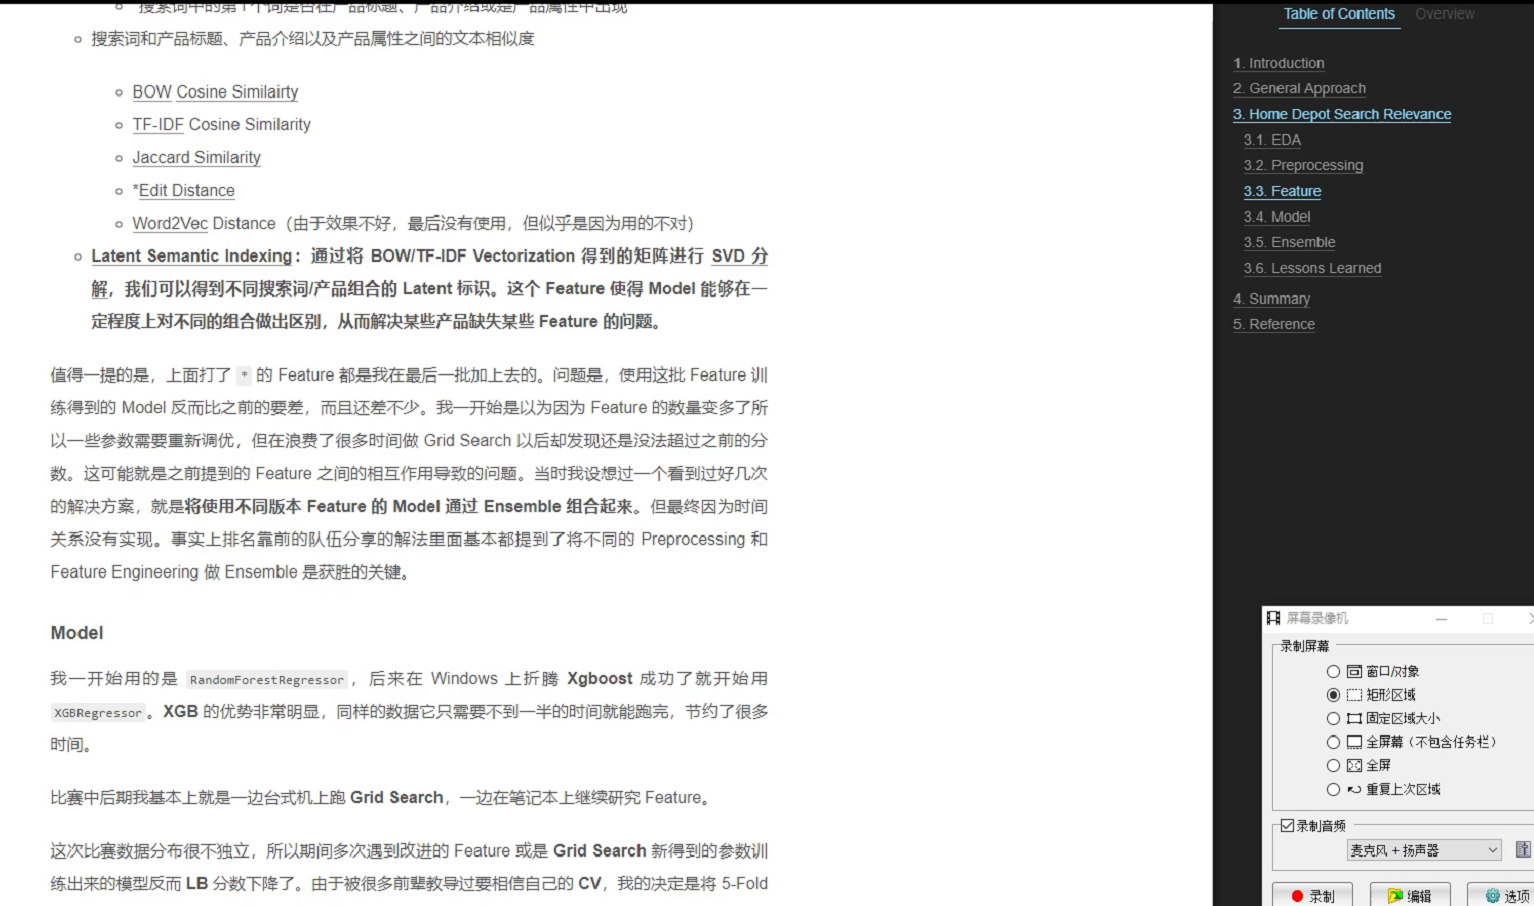 搜索词中的第1个词是否在产品标题、产品介绍或是产品属性中出现
搜索词和产品标题、产品介绍以及产品属性之间的文本相似度
BOW Cosine Similairty
TF-IDF Cosine Similarity
Jaccard Similarity
*Edit Distance
Word2Vec Distance（由于效果不好，最后没有使用，但似乎是因为用的不对）
Latent Semantic Indexing：通过将 BOW/TF-IDF Vectorization 得到的矩阵进行 SVD 分
解，我们可以得到不同搜索词/产品组合的 Latent 标识。这个 Feature 使得 Model 能够在一
定程度上对不同的组合做出区别，从而解决某些产品缺失某些 Feature 的问题。
值得一提的是，上面打了 * 的 Feature 都是我在最后一批加上去的。问题是，使用这批 Feature 训
练得到的 Model 反而比之前的要差，而且还差不少。我一开始是以为因为 Feature 的数量变多了所
以一些参数需要重新调优，但在浪费了很多时间做 Grid Search 以后却发现还是没法超过之前的分
数。这可能就是之前提到的 Feature 之间的相互作用导致的问题。当时我设想过一个看到过好几次
的解决方案，就是将使用不同版本 Feature 的 Model 通过 Ensemble 组合起来。但最终因为时间
关系没有实现。事实上排名靠前的队伍分享的解法里面基本都提到了将不同的 Preprocessing 和
Feature Engineering 做 Ensemble 是获胜的关键。
Model
我一开始用的是 RandomForestRegressor，后来在 Windows 上折腾 Xgboost 成功了就开始用
XGBRegressor。XGB 的优势非常明显，同样的数据它只需要不到一半的时间就能跑完，节约了很多
时间。
比赛中后期我基本上就是一边台式机上跑 Grid Search，一边在笔记本上继续研究 Feature。
这次比赛数据分布很不独立，所以期间多次遇到改进的 Feature 或是 Grid Search 新得到的参数训
练出来的模型反而 LB 分数下降了。由于被很多前辈教导过要相信自己的 CV，我的决定是将 5-Fold
Table of Contents Overview
1. Introduction
2. General Approach
3. Home Depot Search Relevance
3.1. EDA
3.2. Preprocessing
3.3. Feature
3.4. Model
3.5. Ensemble
3.6. Lessons Learned
4. Summary
5. Reference
屏幕录像机
录制屏幕
窗口/对象
矩形区域
固定区域大小
全屏幕（不包含任务栏）
全屏
重复上次区域
录制音频
麦克风 + 扬声器
录制 编辑 选项